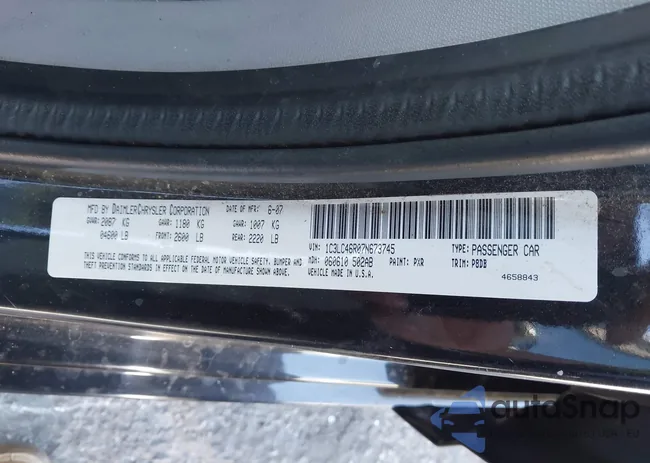 MFD BY DAIMLERCHRYSLER CORPORATION DATE OF MFR: 6-07
GVWR: 2087 KG GAWR: 1180 KG GAWR: 1007 KG
04600 LB FRONT: 2600 LB REAR: 2220 LB
THIS VEHICLE CONFORMS TO ALL APPLICABLE FEDERAL MOTOR VEHICLE SAFETY, BUMPER AND
THEFT PREVENTION STANDARDS IN EFFECT ON THE DATE OF MANUFACTURE SHOWN ABOVE.
VIN: 1C3LC46R07N673745 TYPE: PASSENGER CAR
MDH: 060610 502AB PAINT: PXR TRIM: P8DB
VEHICLE MADE IN U.S.A. 4658843
autoSnap